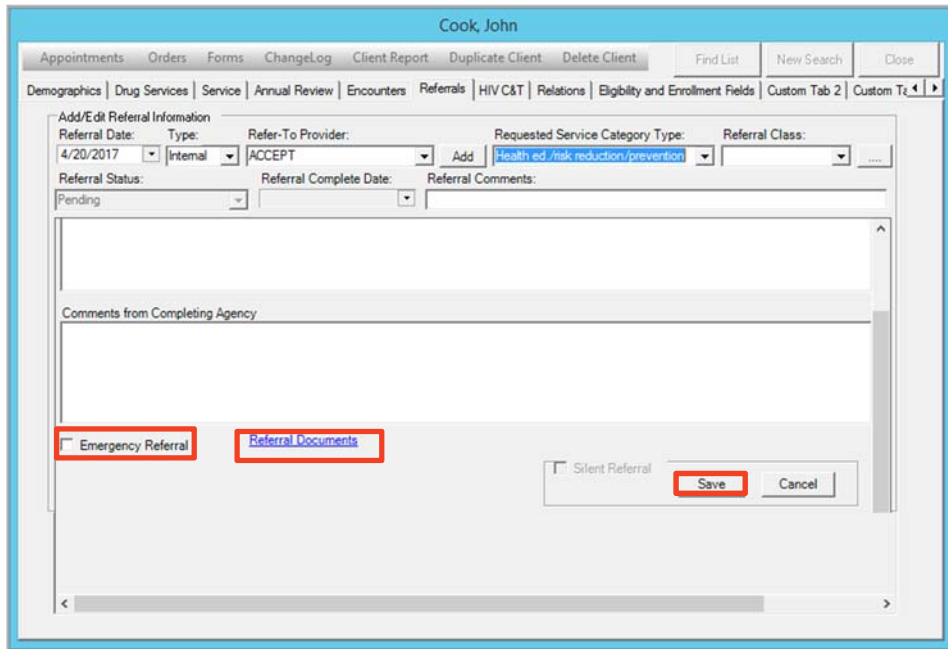 Cook, John
Appointments Orders Forms ChangeLog Client Report Duplicate Client Delete Client Find List New Search Close
Demographics Drug Services Service Annual Review Encounters Referrals HIV C&T Relations Eligibility and Enrollment Fields Custom Tab 2 Custom Ta
Add/Edit Referral Information
Referral Date: Type: Refer-To Provider: Requested Service Category Type: Referral Class:
4/20/2017 Internal ACCEPT Add Health ed./risk reduction/prevention ....
Referral Status: Referral Complete Date: Referral Comments:
Pending
Comments from Completing Agency
Emergency Referral Referral Documents
Silent Referral
Save Cancel